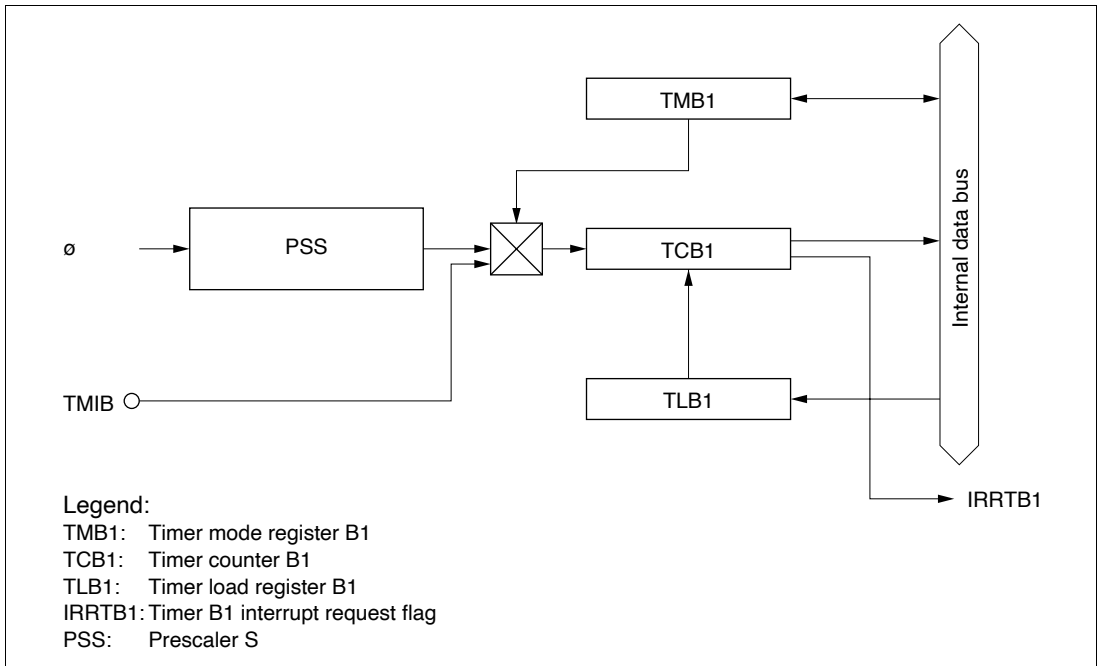 TMB1
ø
PSS
TCB1
Internal data bus
TMIB
TLB1
IRRTB1
Legend:
TMB1: Timer mode register B1
TCB1: Timer counter B1
TLB1: Timer load register B1
IRRTB1: Timer B1 interrupt request flag
PSS: Prescaler S